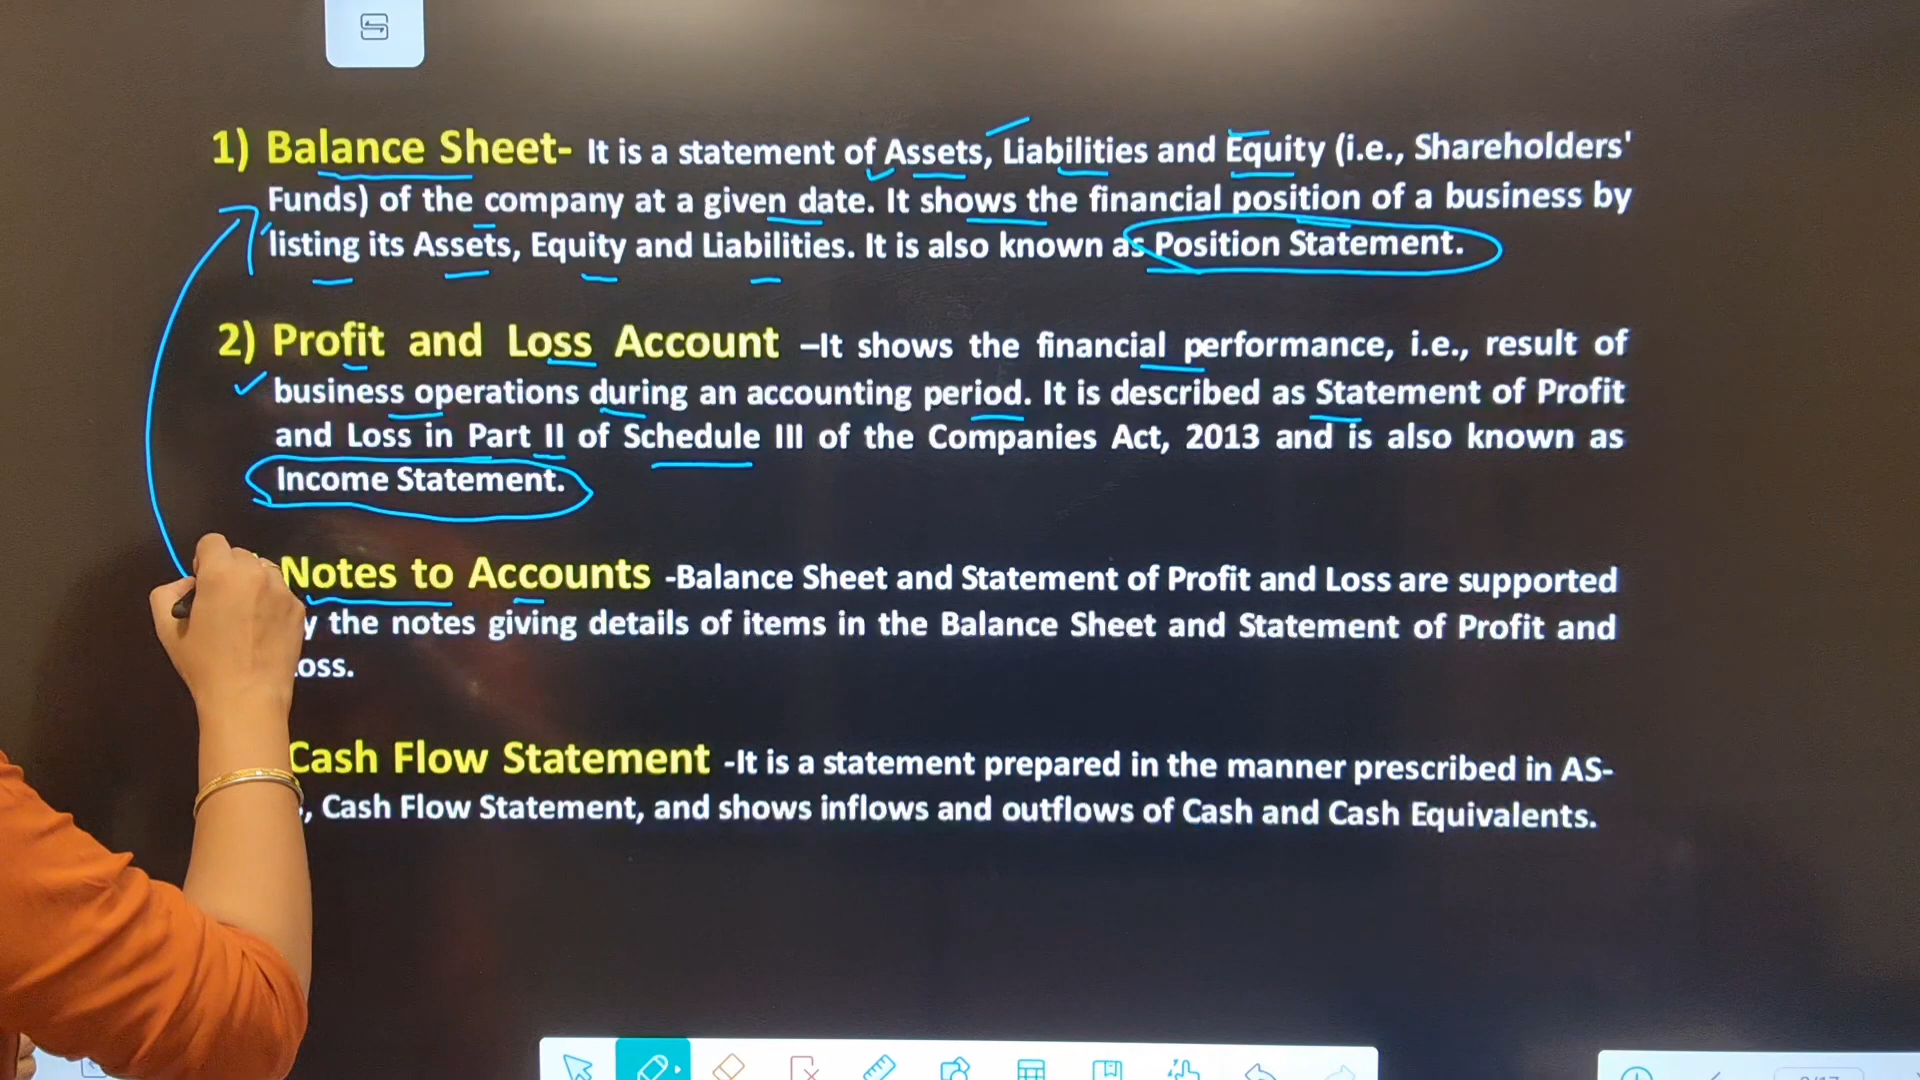 1) Balance Sheet- It is a statement of Assets, Liabilities and Equity (i.e., Shareholders'
Funds) of the company at a given date. It shows the financial position of a business by
listing its Assets, Equity and Liabilities. It is also known as Position Statement.
2) Profit and Loss Account –It shows the financial performance, i.e., result of
business operations during an accounting period. It is described as Statement of Profit
and Loss in Part II of Schedule III of the Companies Act, 2013 and is also known as
Income Statement.
Notes to Accounts -Balance Sheet and Statement of Profit and Loss are supported
the notes giving details of items in the Balance Sheet and Statement of Profit and
Cash Flow Statement -It is a statement prepared in the manner prescribed in AS-
, Cash Flow Statement, and shows inflows and outflows of Cash and Cash Equivalents.